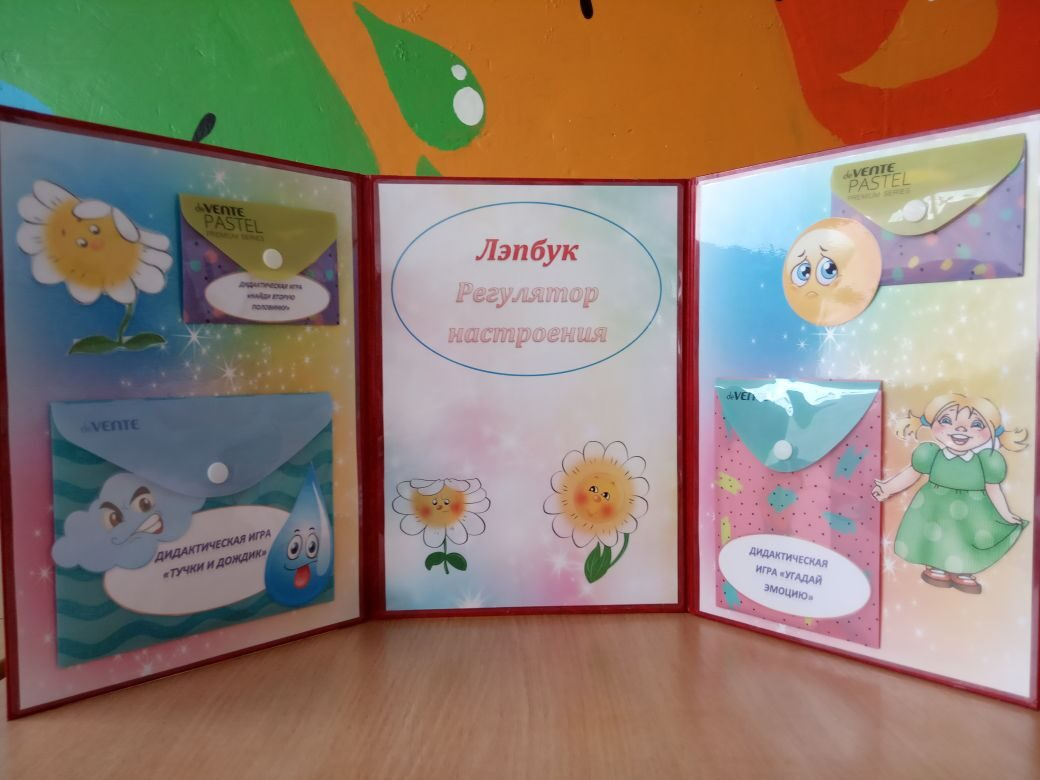 deVENTE
PASTEL
PREMIUM SERIES
ДИДАКТИЧЕСКАЯ ИГРА
«НАЙДИ ВТОРУЮ
ПОЛОВИНКУ»
deVENTE
ДИДАКТИЧЕСКАЯ ИГРА
«ТУЧКИ И ДОЖДИК»
Лэпбук
Регулятор
настроения
deVENTE
PASTEL
PREMIUM SERIES
deVENTE
ДИДАКТИЧЕСКАЯ
ИГРА «УГАДАЙ
ЭМОЦИЮ»